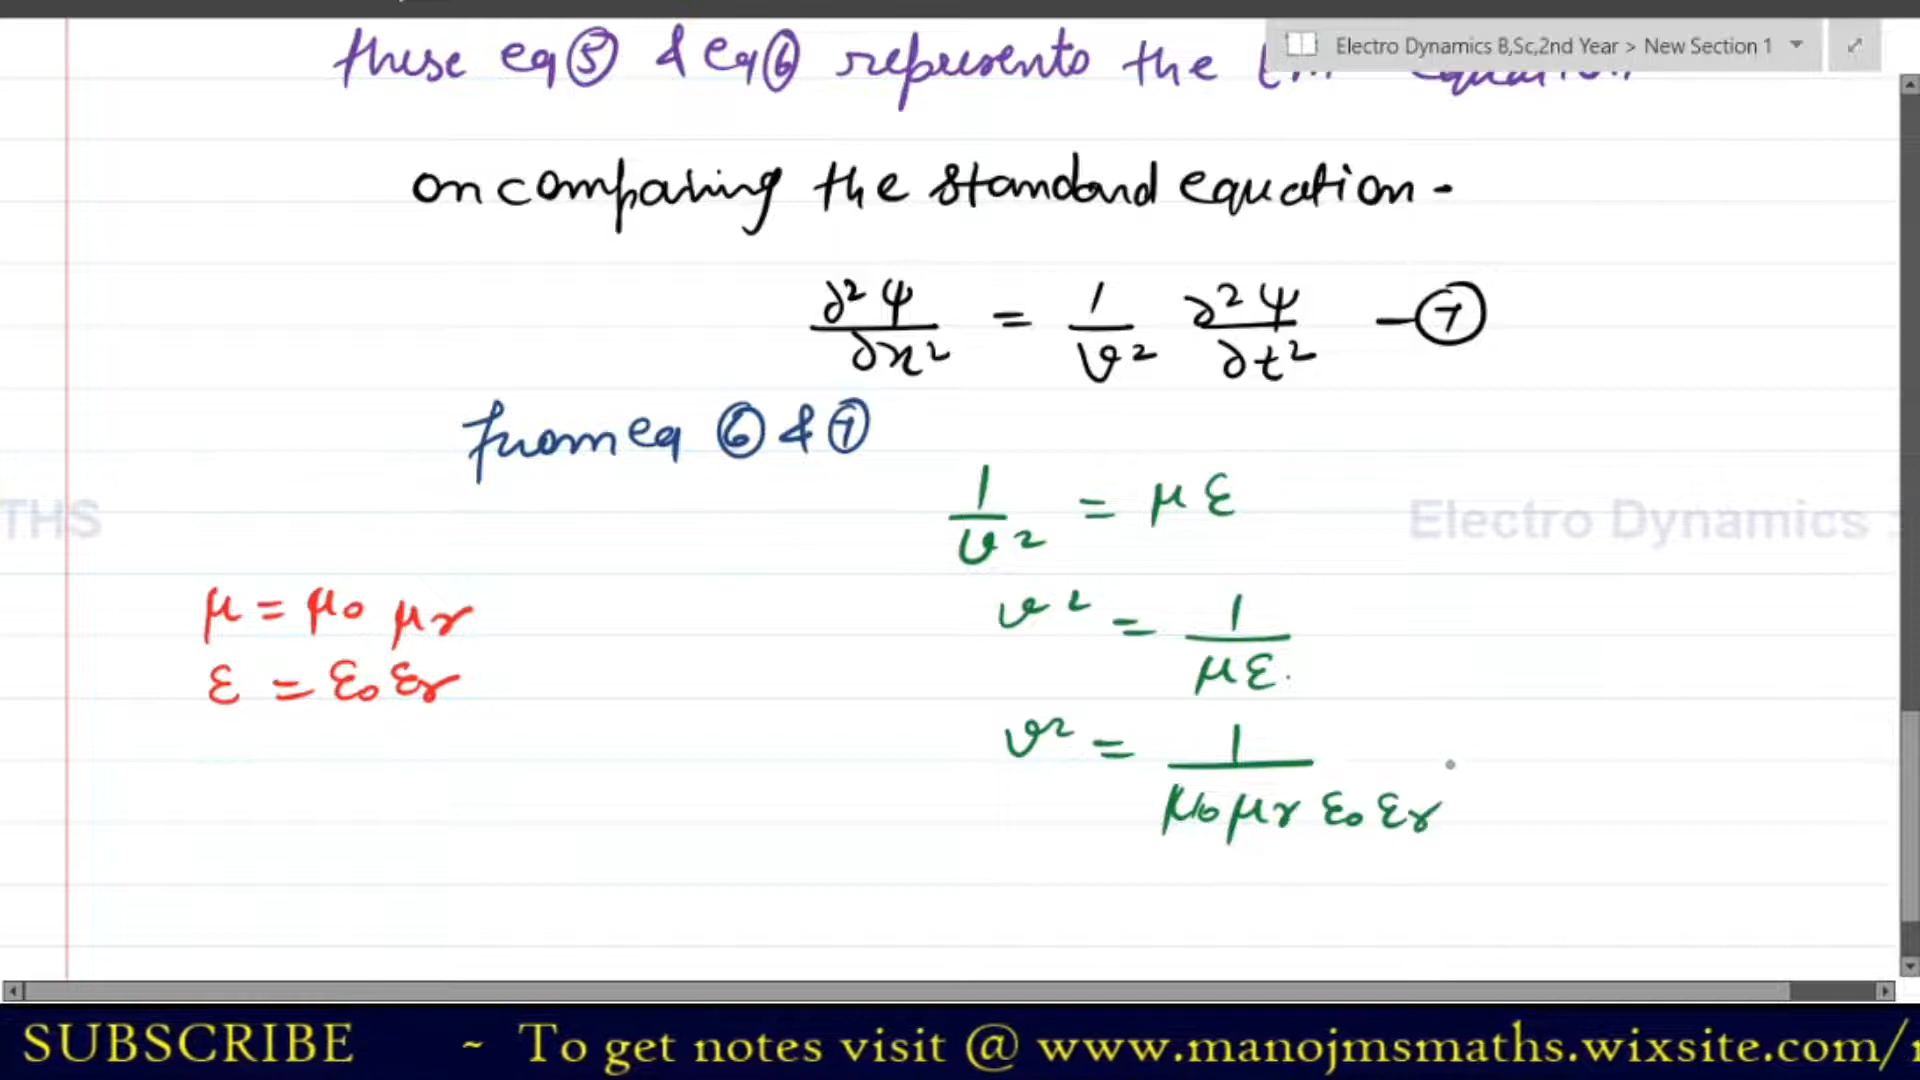 these eq ⑤ & eq ⑥ represents the
Electro Dynamics B,Sc,2nd Year > New Section 1
on comparing the standard equation -
∂²ψ/∂x² = 1/v² ∂²ψ/∂t² - ⑦
from eq ⑥ & ⑦
1/v² = μ ε
THS
Electro Dynamics :
μ = μ₀ μr
v² = 1/με.
ε = ε₀ εr
v² = 1/μ₀ μr ε₀ εr
SUBSCRIBE ~ To get notes visit @ www.manojmsmaths.wixsite.com/